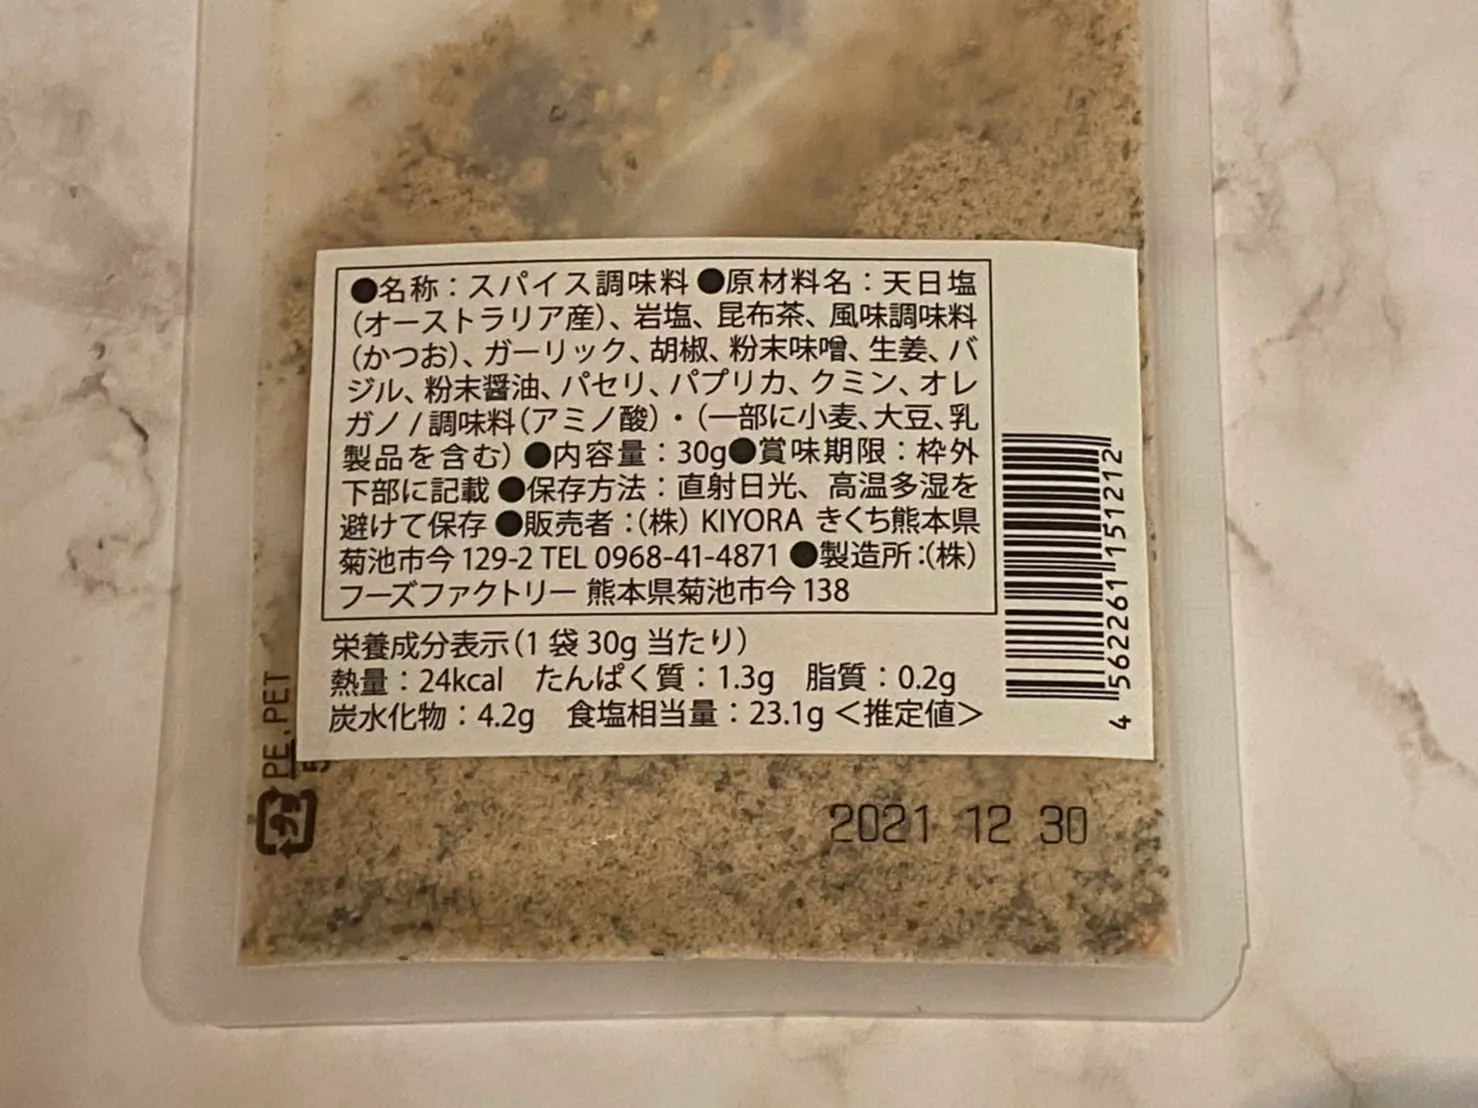 ●名称：スパイス調味料 ●原材料名：天日塩
(オーストラリア産)、岩塩、昆布茶、風味調味料
(かつお)、ガーリック、胡椒、粉末味噌、生姜、バ
ジル、粉末醤油、パセリ、パプリカ、クミン、オレ
ガノ / 調味料(アミノ酸)・(一部に小麦、大豆、乳
製品を含む) ●内容量：30g●賞味期限：枠外
下部に記載 ●保存方法：直射日光、高温多湿を
避けて保存 ●販売者：(株) KIYORA きくち熊本県
菊池市今 129-2 TEL 0968-41-4871 ●製造所：(株)
フーズファクトリー 熊本県菊池市今 138
栄養成分表示(1 袋 30g 当たり)
熱量：24kcal たんぱく質：1.3g 脂質：0.2g
炭水化物：4.2g 食塩相当量：23.1g＜推定値＞
4 562261 151212
PE,PET
プラ
2021 12 30